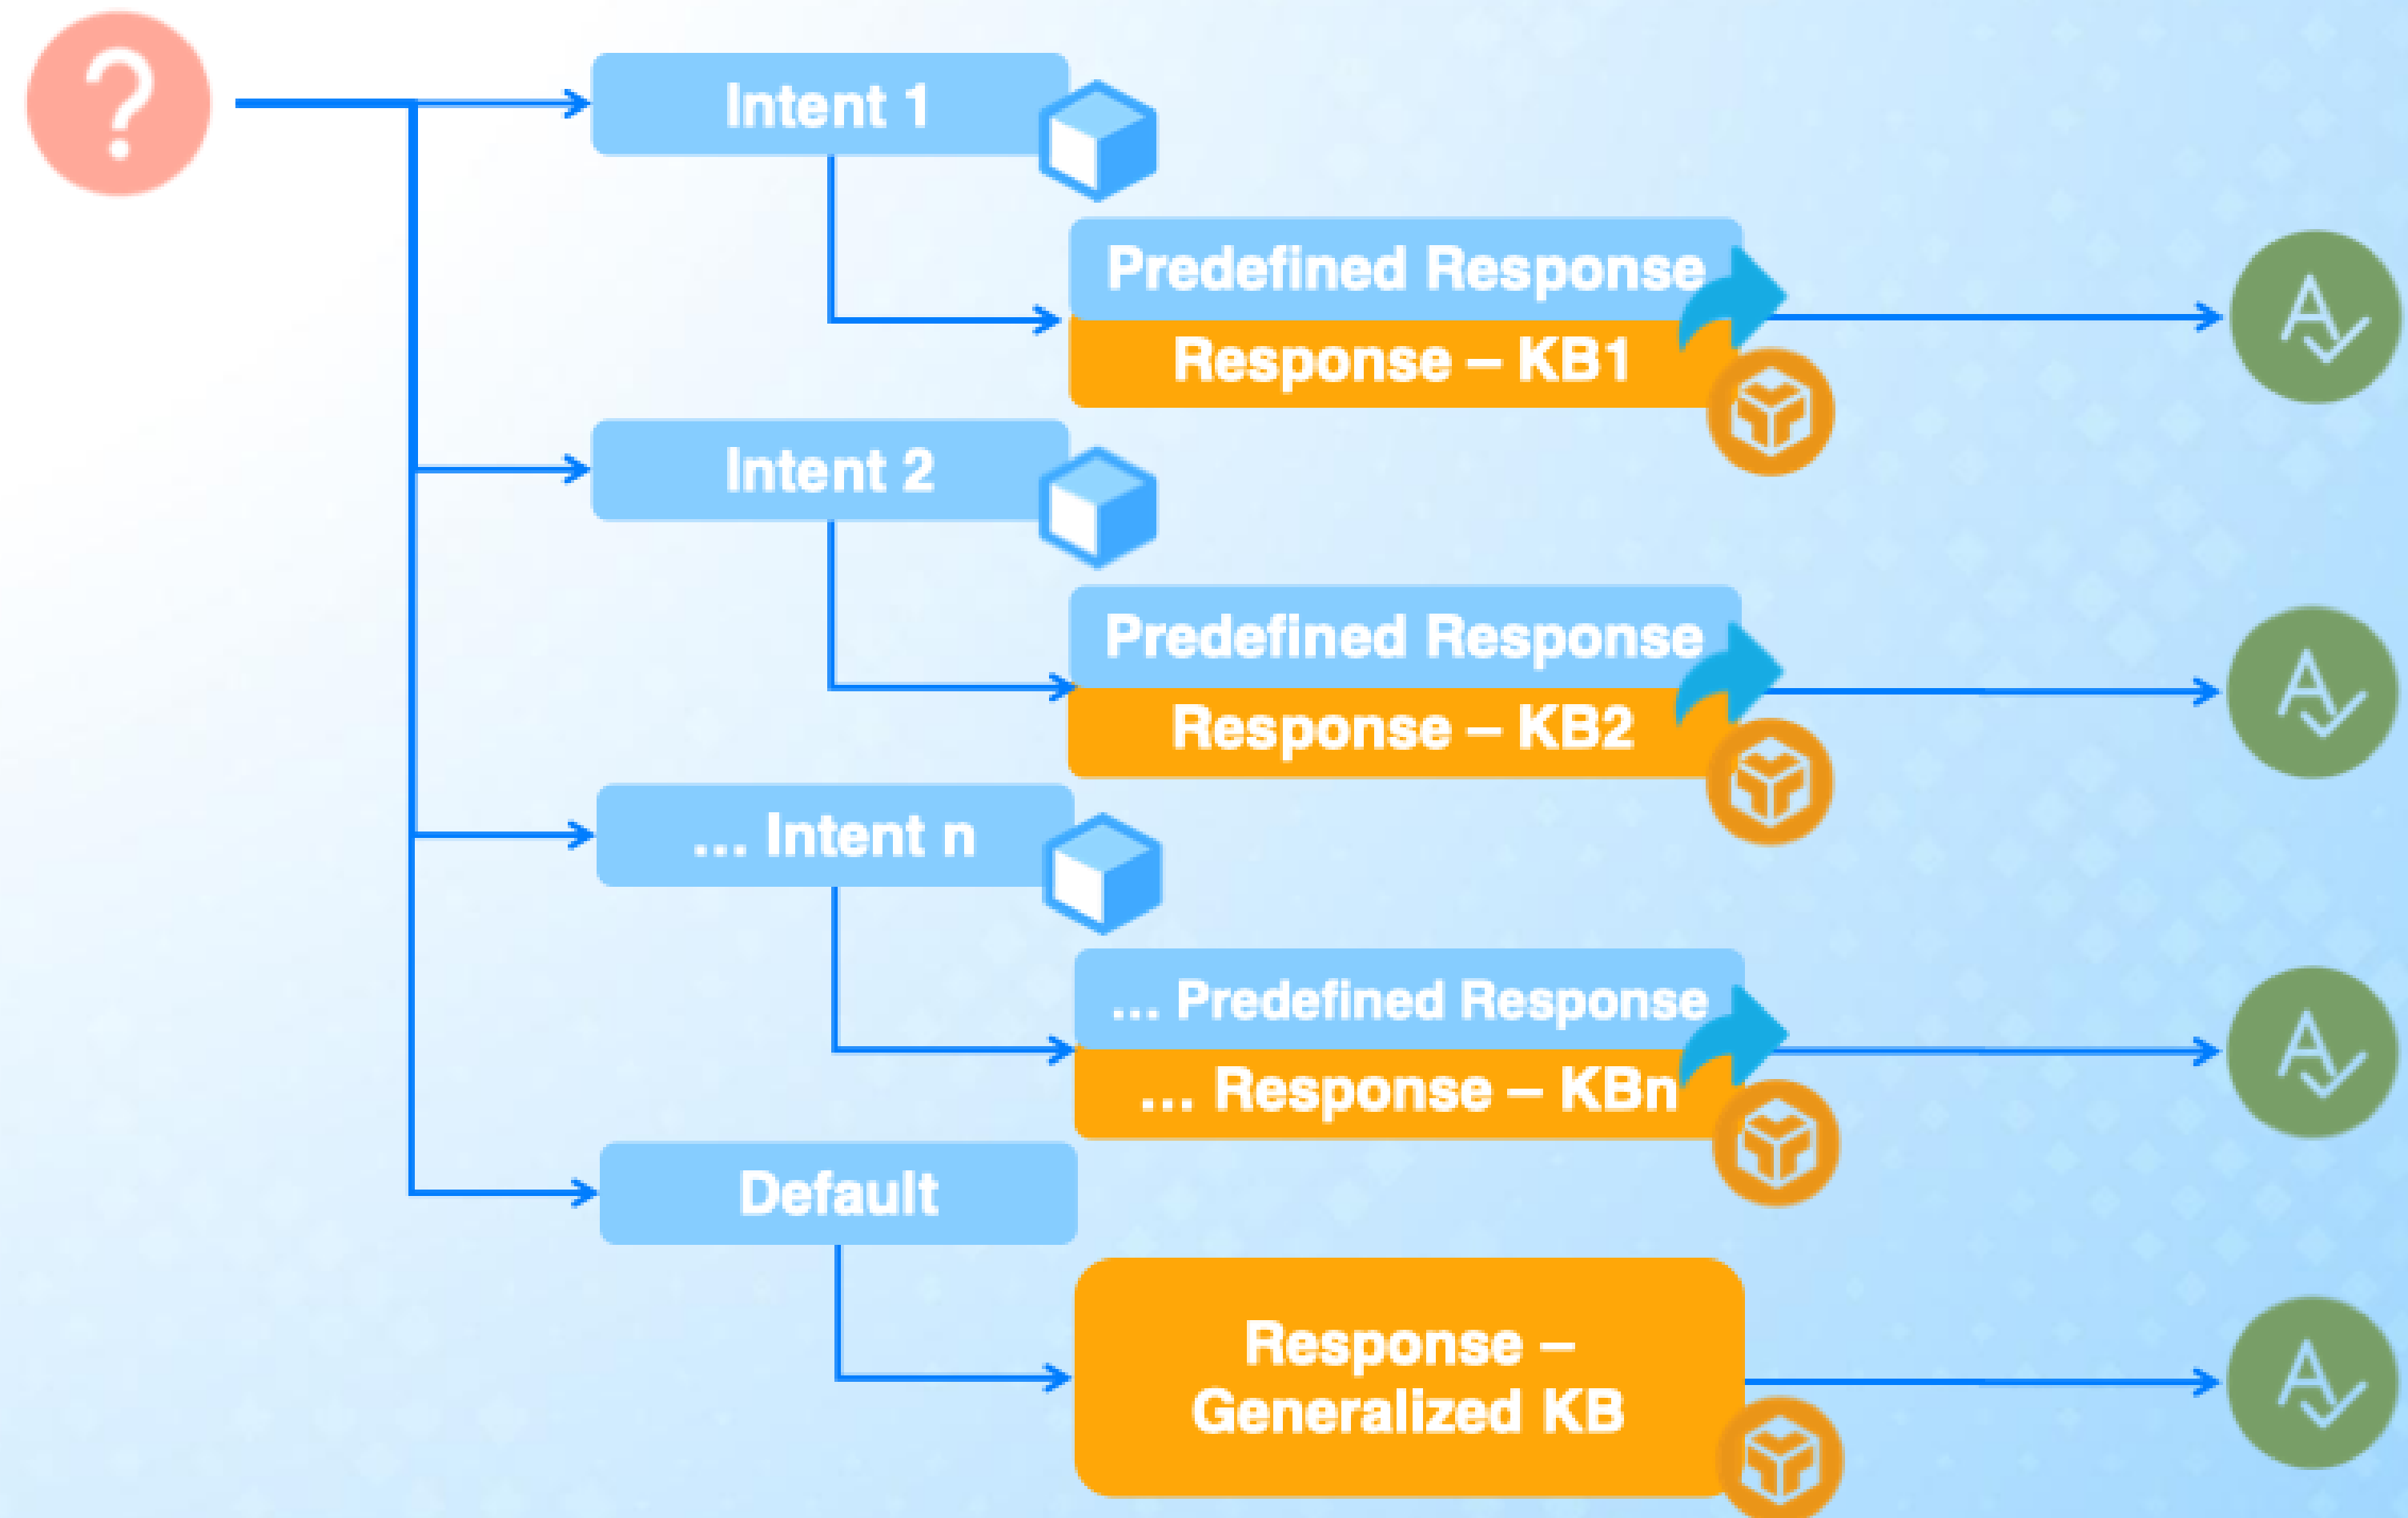 ?
Intent 1
Predefined Response
Response – KB1
A
Intent 2
Predefined Response
Response – KB2
A
... Intent n
... Predefined Response
... Response – KBn
A
Default
Response –
Generalized KB
A